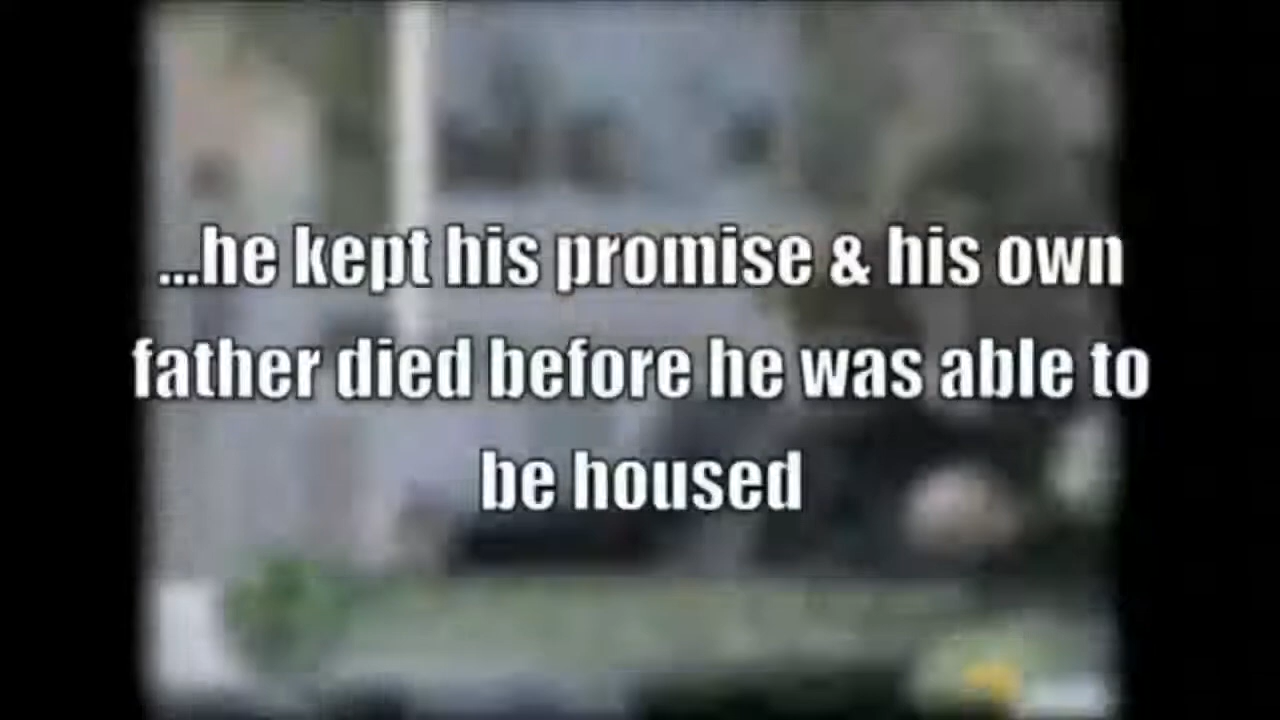 ...he kept his promise & his own
father died before he was able to
be housed